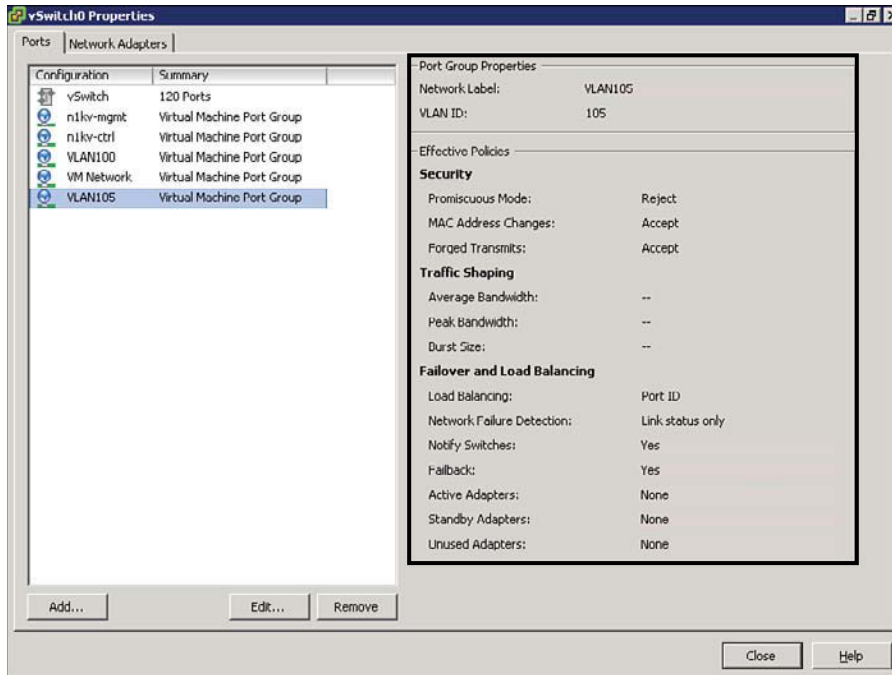 vSwitch0 Properties
Ports
Network Adapters
Configuration Summary
vSwitch 120 Ports
n1kv-mgmt Virtual Machine Port Group
n1kv-ctrl Virtual Machine Port Group
VLAN100 Virtual Machine Port Group
VM Network Virtual Machine Port Group
VLAN105 Virtual Machine Port Group
Add...
Edit...
Remove
Port Group Properties
Network Label: VLAN105
VLAN ID: 105
Effective Policies
Security
Promiscuous Mode: Reject
MAC Address Changes: Accept
Forged Transmits: Accept
Traffic Shaping
Average Bandwidth: --
Peak Bandwidth: --
Burst Size: --
Failover and Load Balancing
Load Balancing: Port ID
Network Failure Detection: Link status only
Notify Switches: Yes
Failback: Yes
Active Adapters: None
Standby Adapters: None
Unused Adapters: None
Close
Help